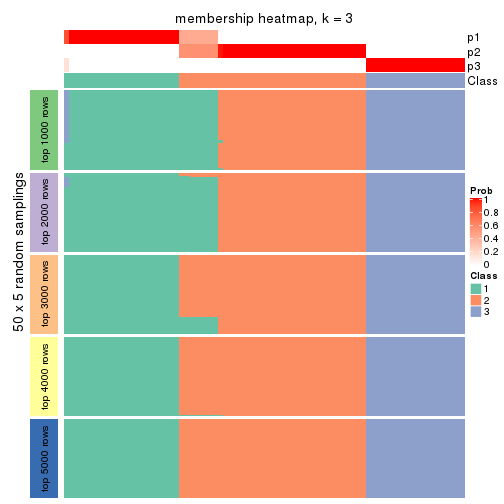 membership heatmap, k = 3
p1
p2
p3
Class
50 x 5 random samplings
top 1000 rows
top 2000 rows
top 3000 rows
top 4000 rows
top 5000 rows
Prob
1
0.8
0.6
0.4
0.2
0
Class
1
2
3